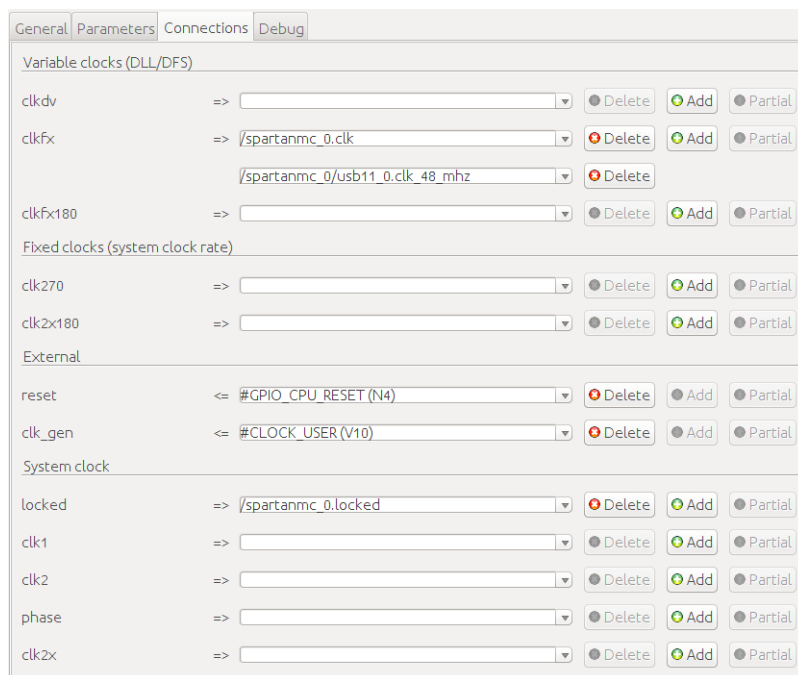 General Parameters Connections Debug
Variable clocks (DLL/DFS)
clkdv => Delete Add Partial
clkfx => /spartanmc_0.clk Delete Add Partial
/spartanmc_0/usb11_0.clk_48_mhz Delete
clkfx180 => Delete Add Partial
Fixed clocks (system clock rate)
clk270 => Delete Add Partial
clk2x180 => Delete Add Partial
External
reset <= #GPIO_CPU_RESET (N4) Delete Add Partial
clk_gen <= #CLOCK_USER (V10) Delete Add Partial
System clock
locked => /spartanmc_0.locked Delete Add Partial
clk1 => Delete Add Partial
clk2 => Delete Add Partial
phase => Delete Add Partial
clk2x => Delete Add Partial